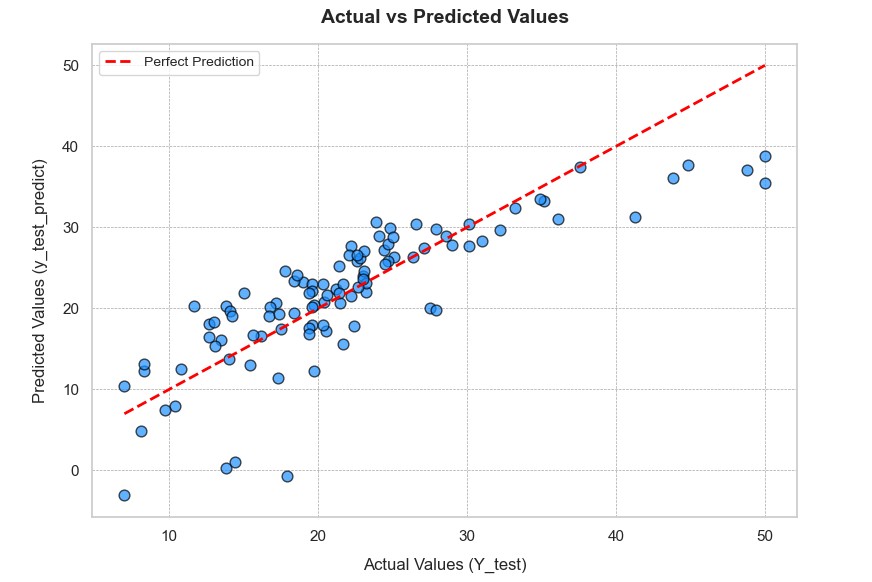 Actual vs Predicted Values
Perfect Prediction
50
40
30
20
10
0
Predicted Values (y_test_predict)
10 20 30 40 50
Actual Values (Y_test)